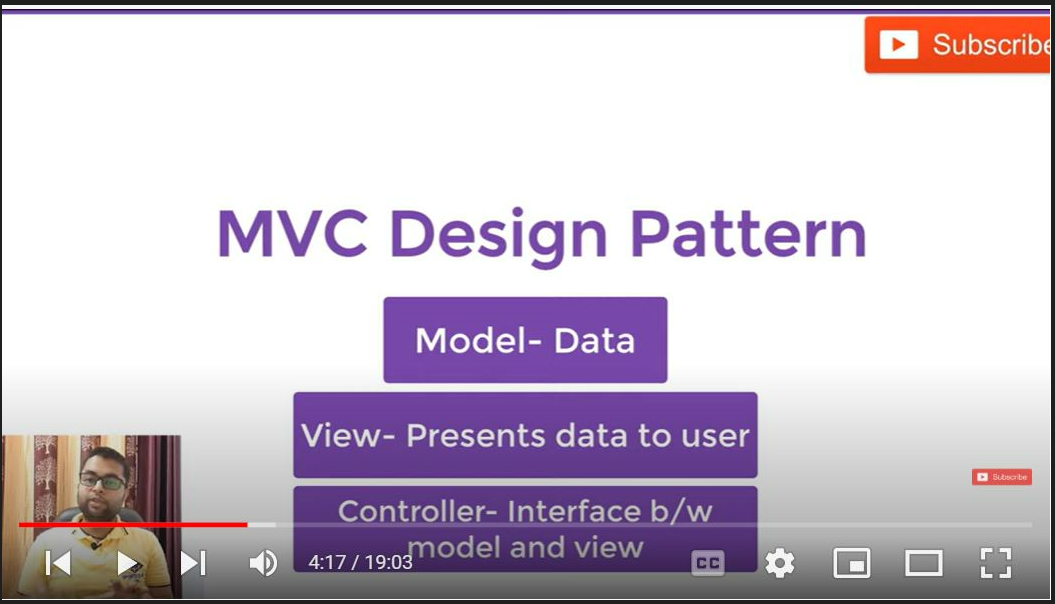 Subscribe
MVC Design Pattern
Model- Data
View- Presents data to user
Controller- Interface b/w
model and view
Subscribe
4:17 / 19:03
CC